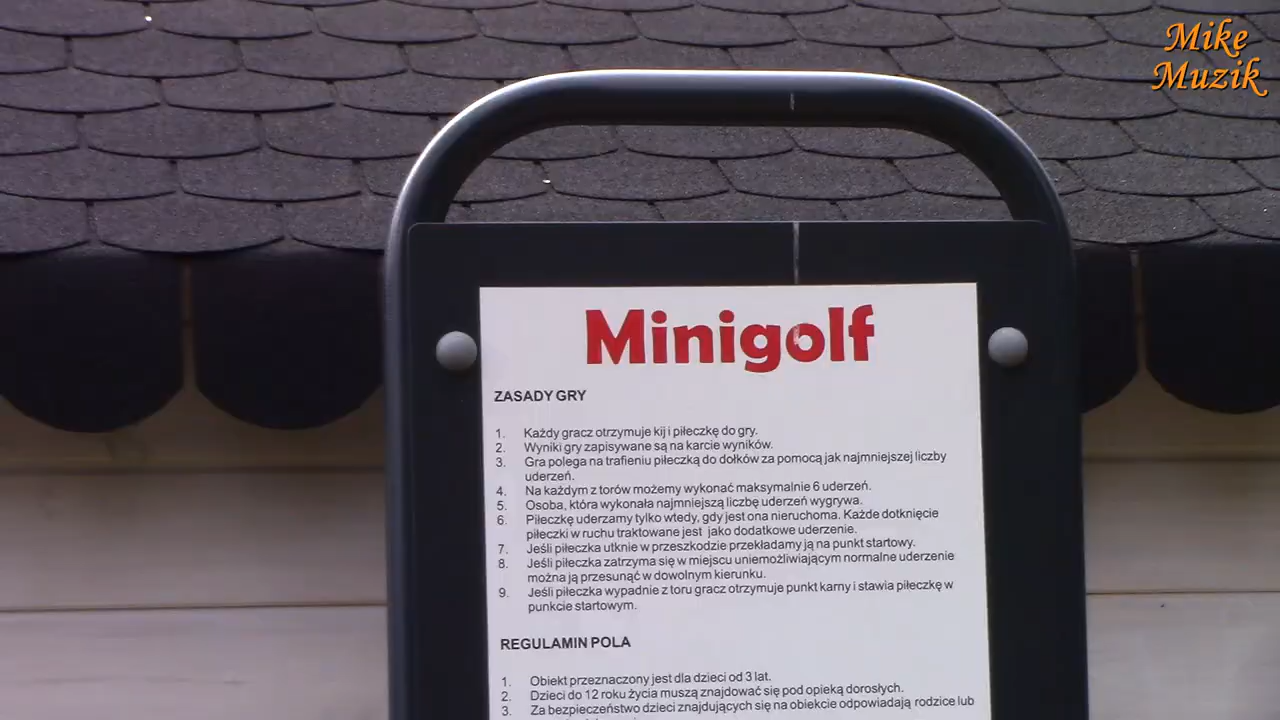 Mike
Muzik
Minigolf
ZASADY GRY
1. Każdy gracz otrzymuje kij i piłeczkę do gry.
2. Wyniki gry zapisywane są na karcie wyników.
3. Gra polega na trafieniu piłeczką do dołków za pomocą jak najmniejszej liczby
uderzeń.
4. Na każdym z torów możemy wykonać maksymalnie 6 uderzeń.
5. Osoba, która wykonała najmniejszą liczbę uderzeń wygrywa.
6. Piłeczkę uderzamy tylko wtedy, gdy jest ona nieruchoma. Każde dotknięcie
piłeczki w ruchu traktowane jest jako dodatkowe uderzenie.
7. Jeśli piłeczka utknie w przeszkodzie przekładamy ją na punkt startowy.
8. Jeśli piłeczka zatrzyma się w miejscu uniemożliwiającym normalne uderzenie
można ją przesunąć w dowolnym kierunku.
9. Jeśli piłeczka wypadnie z toru gracz otrzymuje punkt karny i stawia piłeczkę w
punkcie startowym.
REGULAMIN POLA
1. Obiekt przeznaczony jest dla dzieci od 3 lat.
2. Dzieci do 12 roku życia muszą znajdować się pod opieką dorosłych.
3. Za bezpieczeństwo dzieci znajdujących się na obiekcie odpowiadają rodzice lub